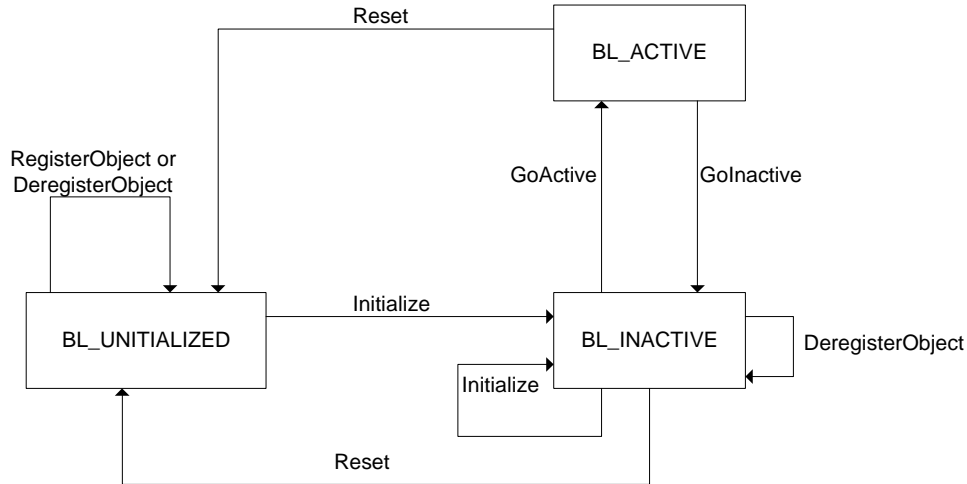 Reset
BL_ACTIVE
RegisterObject or
DeregisterObject
GoActive
GoInactive
Initialize
BL_UNITIALIZED
BL_INACTIVE
DeregisterObject
Initialize
Reset